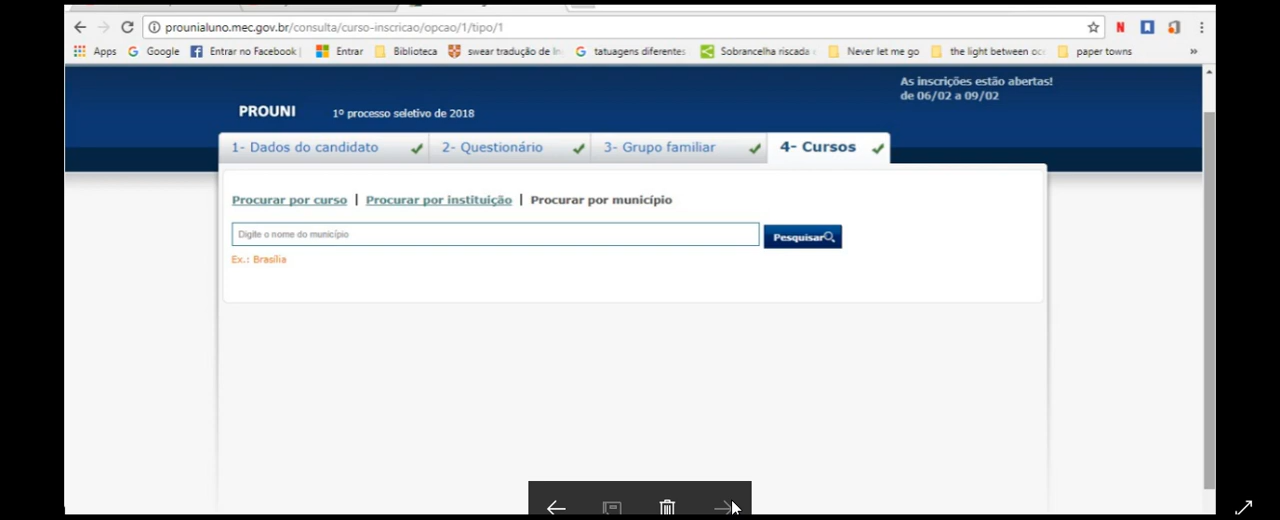 prounialuno.mec.gov.br/consulta/curso-inscricao/opcao/1/tipo/1
N
Apps Google Entrar no Facebook | Entrar Biblioteca swear tradução de In tatuagens diferentes Sobrancelha riscada Never let me go the light between oc paper towns »
As inscrições estão abertas!
de 06/02 a 09/02
PROUNI 1º processo seletivo de 2018
1- Dados do candidato 2- Questionário 3- Grupo familiar 4- Cursos
Procurar por curso | Procurar por instituição | Procurar por município
Digite o nome do município Pesquisar
Ex.: Brasília